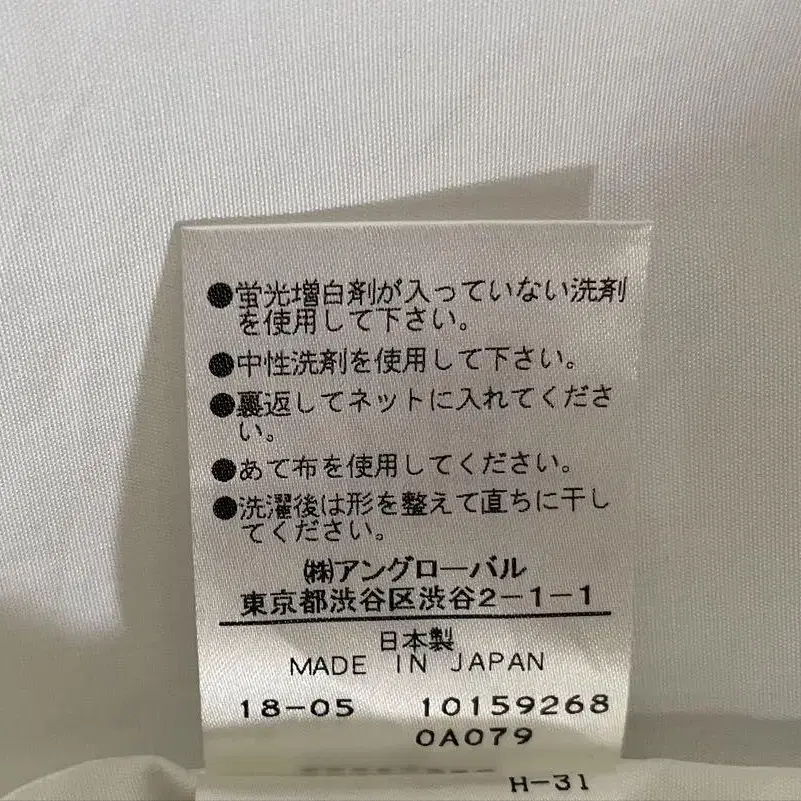 ●蛍光増白剤が入っていない洗剤
を使用して下さい。
●中性洗剤を使用して下さい。
●裏返してネットに入れてくださ
い。
●あて布を使用してください。
●洗濯後は形を整えて直ちに干し
てください。
㈱アングローバル
東京都渋谷区渋谷2-1-1
日本製
MADE IN JAPAN
18-05 10159268
0A079
H-31